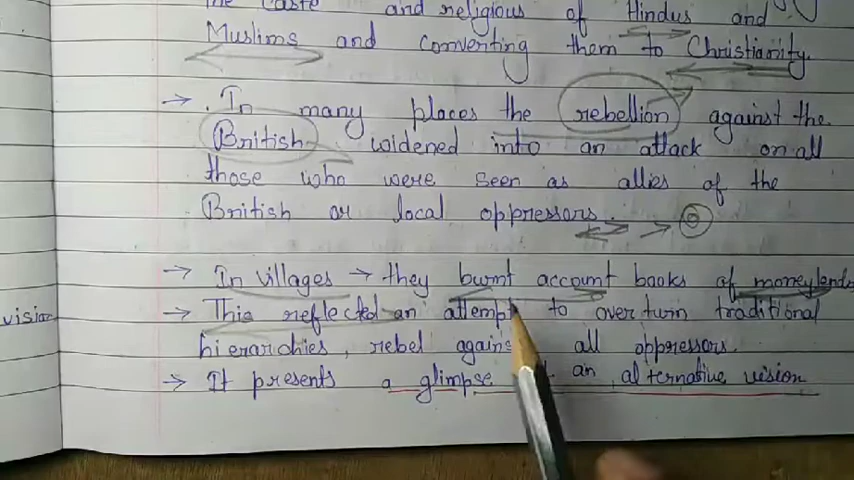 the caste and religious of Hindus and
Muslims and converting them to Christianity.
→ . In many places the rebellion against the
British widened into an attack on all
those who were seen as allies of the
British or local oppressors.
→ In villages → they burnt account books of moneylends
→ This reflected an attempt to overturn traditional
hierarchies, rebel agains all oppressors.
→ It presents a glimpse an alternative vision
vision